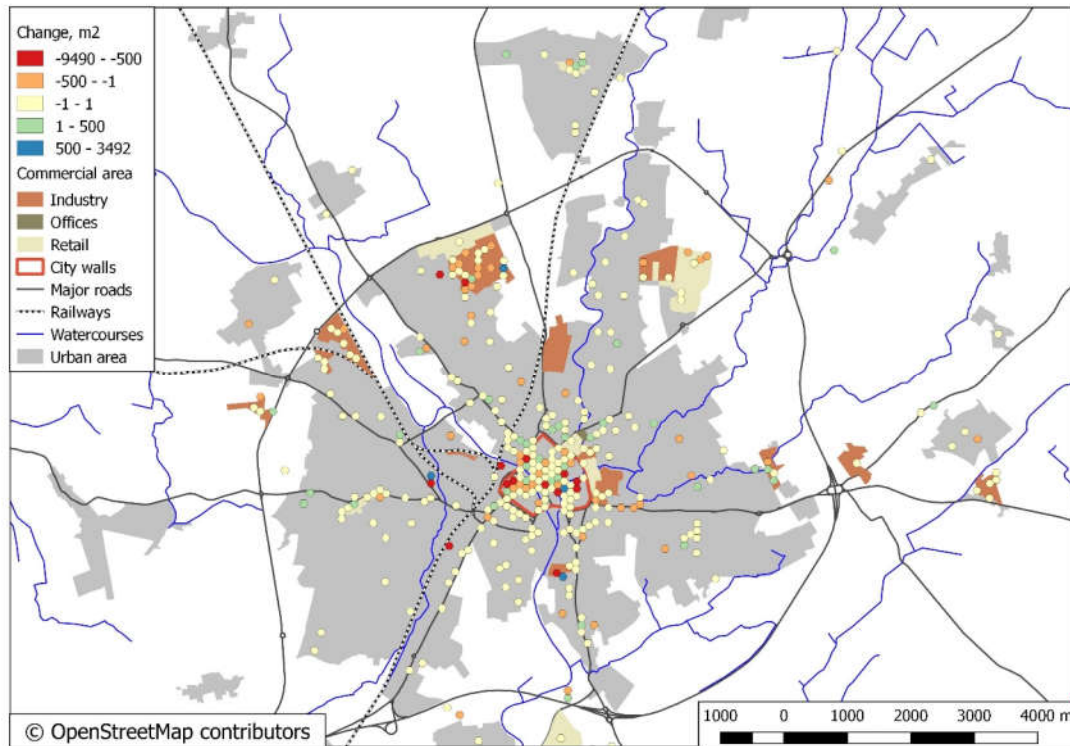 Change, m2
-9490 - -500
-500 - -1
-1 - 1
1 - 500
500 - 3492
Commercial area
Industry
Offices
Retail
City walls
Major roads
Railways
Watercourses
Urban area
© OpenStreetMap contributors
1000 0 1000 2000 3000 4000 m